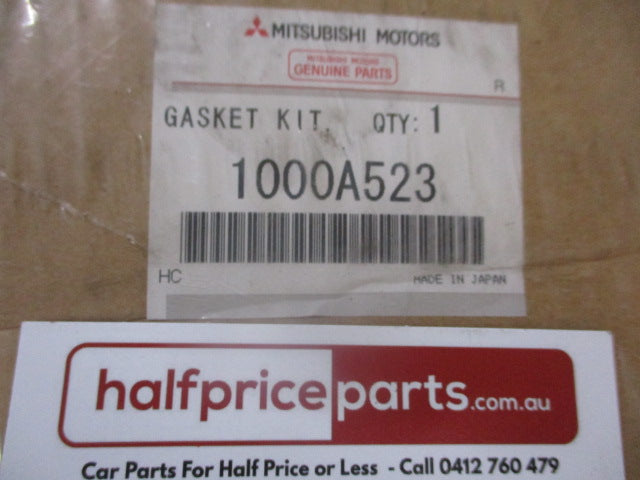 MITSUBISHI MOTORS
MITSUBISHI MOTORS
GENUINE PARTS
R
GASKET KIT, QTY: 1
1000A523
HC MADE IN JAPAN
halfpriceparts.com.au
Car Parts For Half Price or Less - Call 0412 760 479